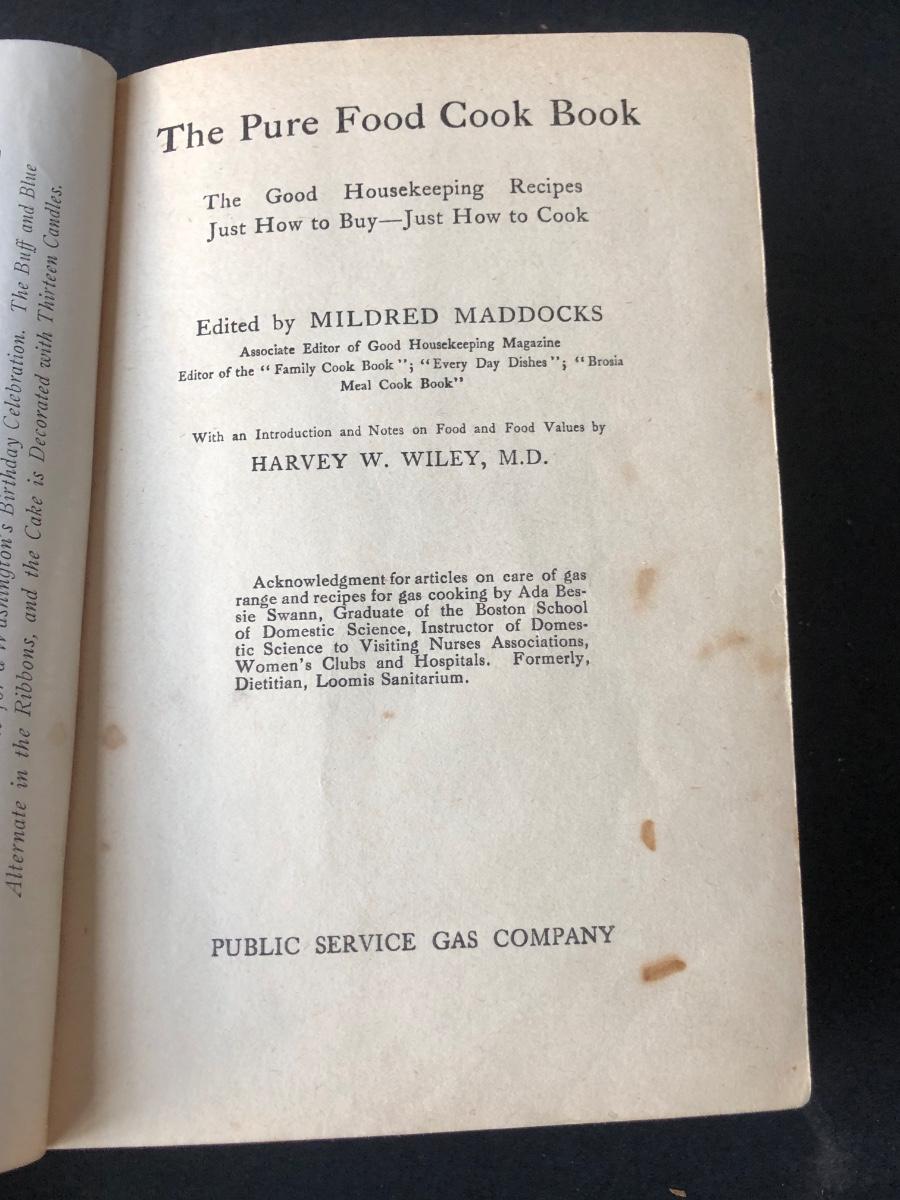 for a Washington's Birthday Celebration. The Buff and Blue
Alternate in the Ribbons, and the Cake is Decorated with Thirteen Candles.
The Pure Food Cook Book
The Good Housekeeping Recipes
Just How to Buy—Just How to Cook
Edited by MILDRED MADDOCKS
Associate Editor of Good Housekeeping Magazine
Editor of the "Family Cook Book"; "Every Day Dishes"; "Brosia
Meal Cook Book"
With an Introduction and Notes on Food and Food Values by
HARVEY W. WILEY, M.D.
Acknowledgment for articles on care of gas
range and recipes for gas cooking by Ada Bes-
sie Swann, Graduate of the Boston School
of Domestic Science, Instructor of Domes-
tic Science to Visiting Nurses Associations,
Women's Clubs and Hospitals. Formerly,
Dietitian, Loomis Sanitarium.
PUBLIC SERVICE GAS COMPANY